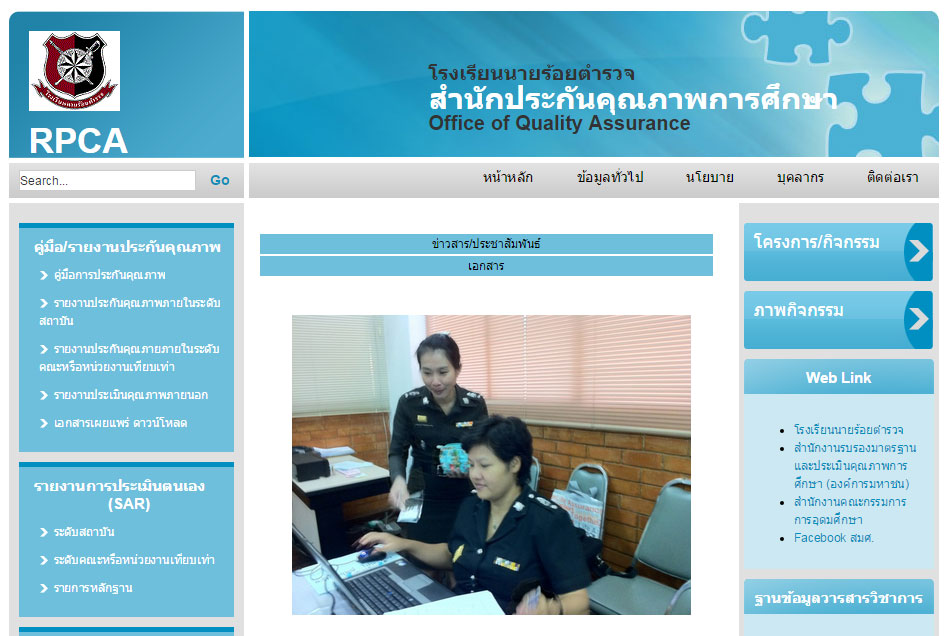 RPCA
โรงเรียนนายร้อยตำรวจ
สำนักประกันคุณภาพการศึกษา
Office of Quality Assurance
Search...
Go
หน้าหลัก
ข้อมูลทั่วไป
นโยบาย
บุคลากร
ติดต่อเรา
คู่มือ/รายงานประกันคุณภาพ
คู่มือการประกันคุณภาพ
รายงานประกันคุณภาพภายในระดับ
สถาบัน
รายงานประกันคุณภายภายในระดับ
คณะหรือหน่วยงานเทียบเท่า
รายงานประเมินคุณภาพภายนอก
เอกสารเผยแพร่ ดาวน์โหลด
รายงานการประเมินตนเอง
(SAR)
ระดับสถาบัน
ระดับคณะหรือหน่วยงานเทียบเท่า
รายการหลักฐาน
ข่าวสาร/ประชาสัมพันธ์
เอกสาร
โครงการ/กิจกรรม
ภาพกิจกรรม
Web Link
โรงเรียนนายร้อยตำรวจ
สำนักงานรบรองมาตรฐาน
และประเมินคุณภาพการ
ศึกษา (องค์การมหาชน)
สำนักงานคณะกรรมการ
การอุดมศึกษา
Facebook สมศ.
ฐานข้อมูลวารสารวิชาการ